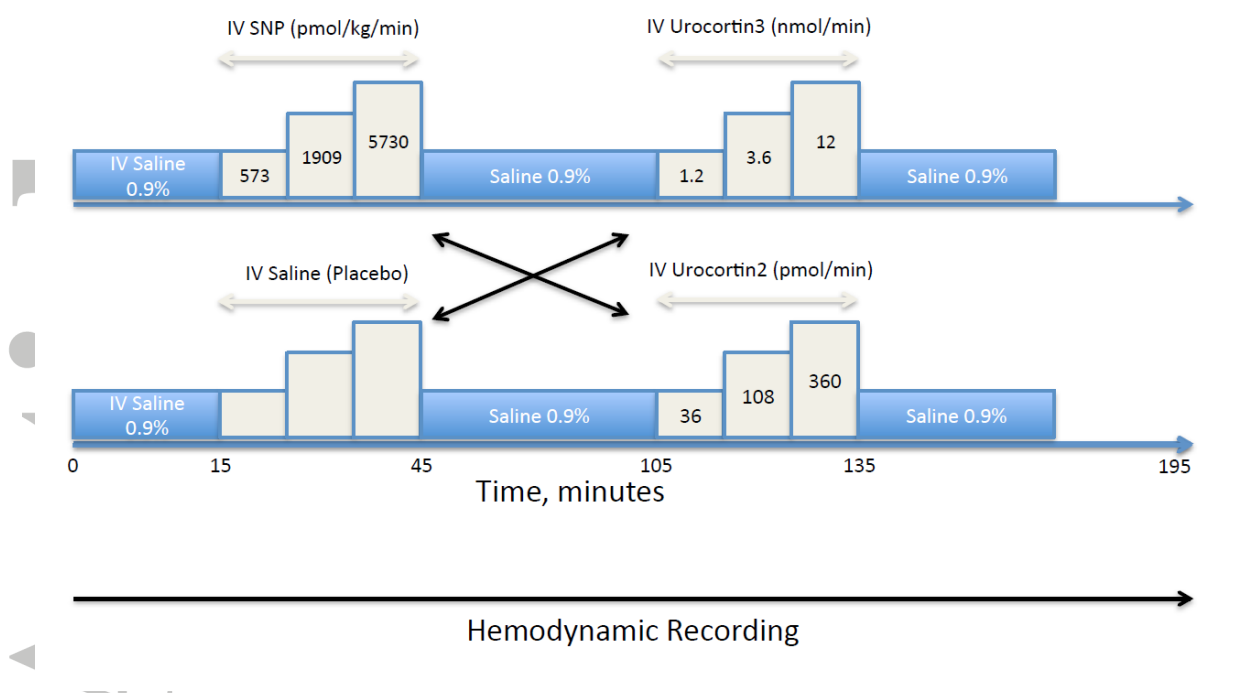 IV SNP (pmol/kg/min) IV Urocortin3 (nmol/min)
IV Saline
0.9%
573
1909
5730
Saline 0.9%
1.2
3.6
12
Saline 0.9%
IV Saline (Placebo) IV Urocortin2 (pmol/min)
IV Saline
0.9%
Saline 0.9%
36
108
360
Saline 0.9%
0 15 45 105 135 195
Time, minutes
Hemodynamic Recording